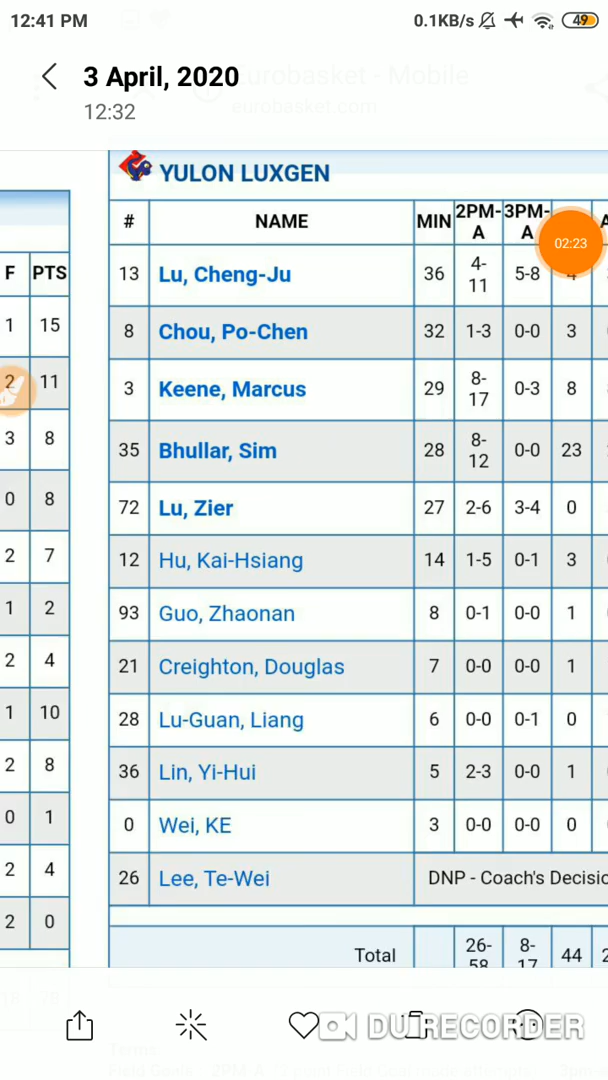 12:41 PM 0.1KB/s 49
3 April, 2020
12:32
Eurobasket - Mobile
eurobasket.com
YULON LUXGEN
F PTS # NAME MIN 2PM-A 3PM-A
1 15 13 Lu, Cheng-Ju 36 4-11 5-8 4
02:23
2 11 8 Chou, Po-Chen 32 1-3 0-0 3
3 8 3 Keene, Marcus 29 8-17 0-3 8
0 8 35 Bhullar, Sim 28 8-12 0-0 23
2 7 72 Lu, Zier 27 2-6 3-4 0
1 2 12 Hu, Kai-Hsiang 14 1-5 0-1 3
2 4 93 Guo, Zhaonan 8 0-1 0-0 1
1 10 21 Creighton, Douglas 7 0-0 0-0 1
2 8 28 Lu-Guan, Liang 6 0-0 0-1 0
0 1 36 Lin, Yi-Hui 5 2-3 0-0 1
2 4 0 Wei, KE 3 0-0 0-0 0
2 0 26 Lee, Te-Wei DNP - Coach's Decisio
Total 26-58 8-17 44 2
DU RECORDER